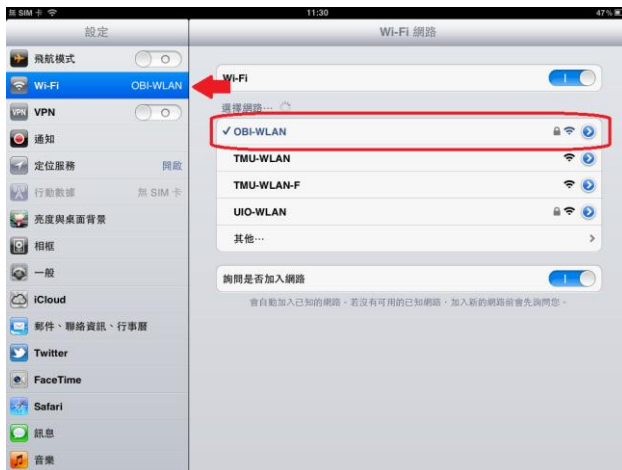 無 SIM 卡
11:30
47%
設定
飛航模式
Wi-Fi OBI-WLAN
VPN
通知
定位服務 開啟
行動數據 無 SIM 卡
亮度與桌面背景
相框
一般
iCloud
郵件、聯絡資訊、行事曆
Twitter
FaceTime
Safari
訊息
音樂
Wi-Fi 網路
Wi-Fi
選擇網路…
✓ OBI-WLAN
TMU-WLAN
TMU-WLAN-F
UIO-WLAN
其他…
詢問是否加入網路
會自動加入已知的網路。若沒有可用的已知網路，加入新的網路前會先詢問您。